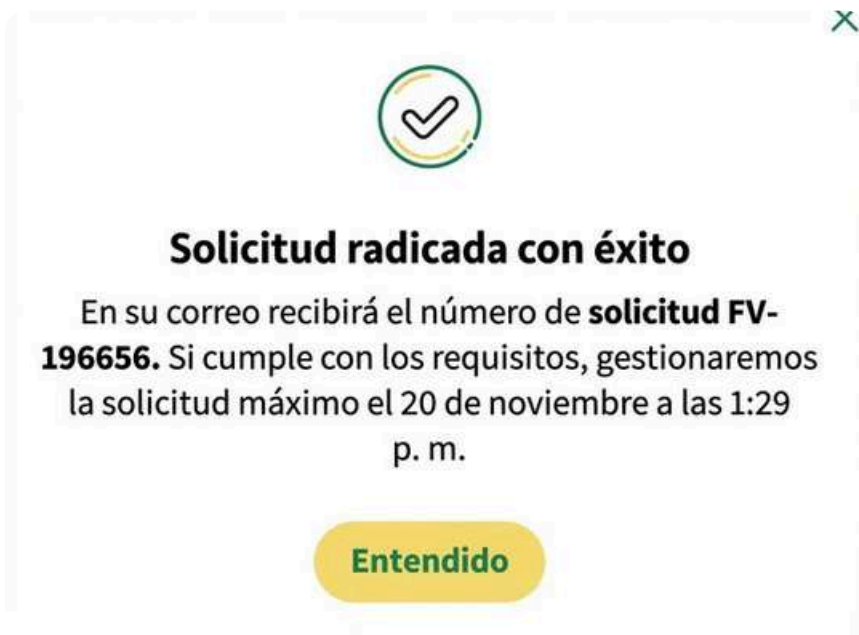 Solicitud radicada con éxito
En su correo recibirá el número de solicitud FV-
196656. Si cumple con los requisitos, gestionaremos
la solicitud máximo el 20 de noviembre a las 1:29
p. m.
Entendido